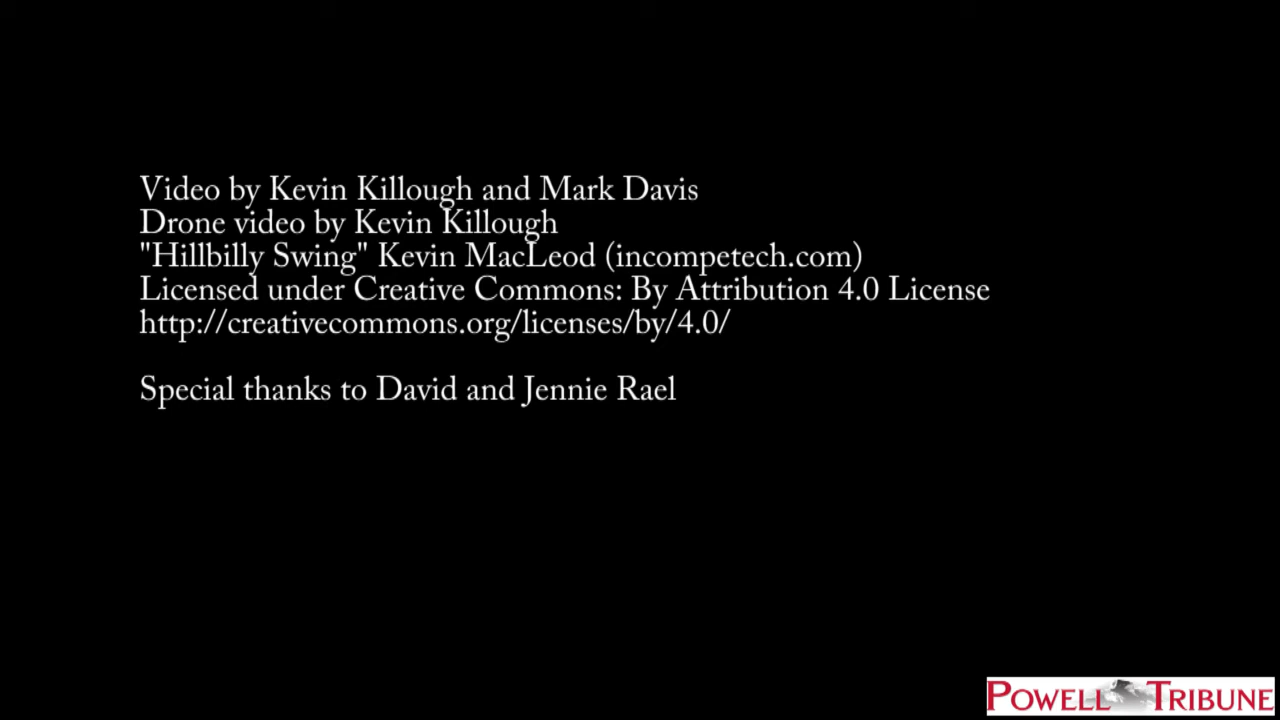 Video by Kevin Killough and Mark Davis
Drone video by Kevin Killough
"Hillbilly Swing" Kevin MacLeod (incompetech.com)
Licensed under Creative Commons: By Attribution 4.0 License
http://creativecommons.org/licenses/by/4.0/
Special thanks to David and Jennie Rael
POWELL TRIBUNE